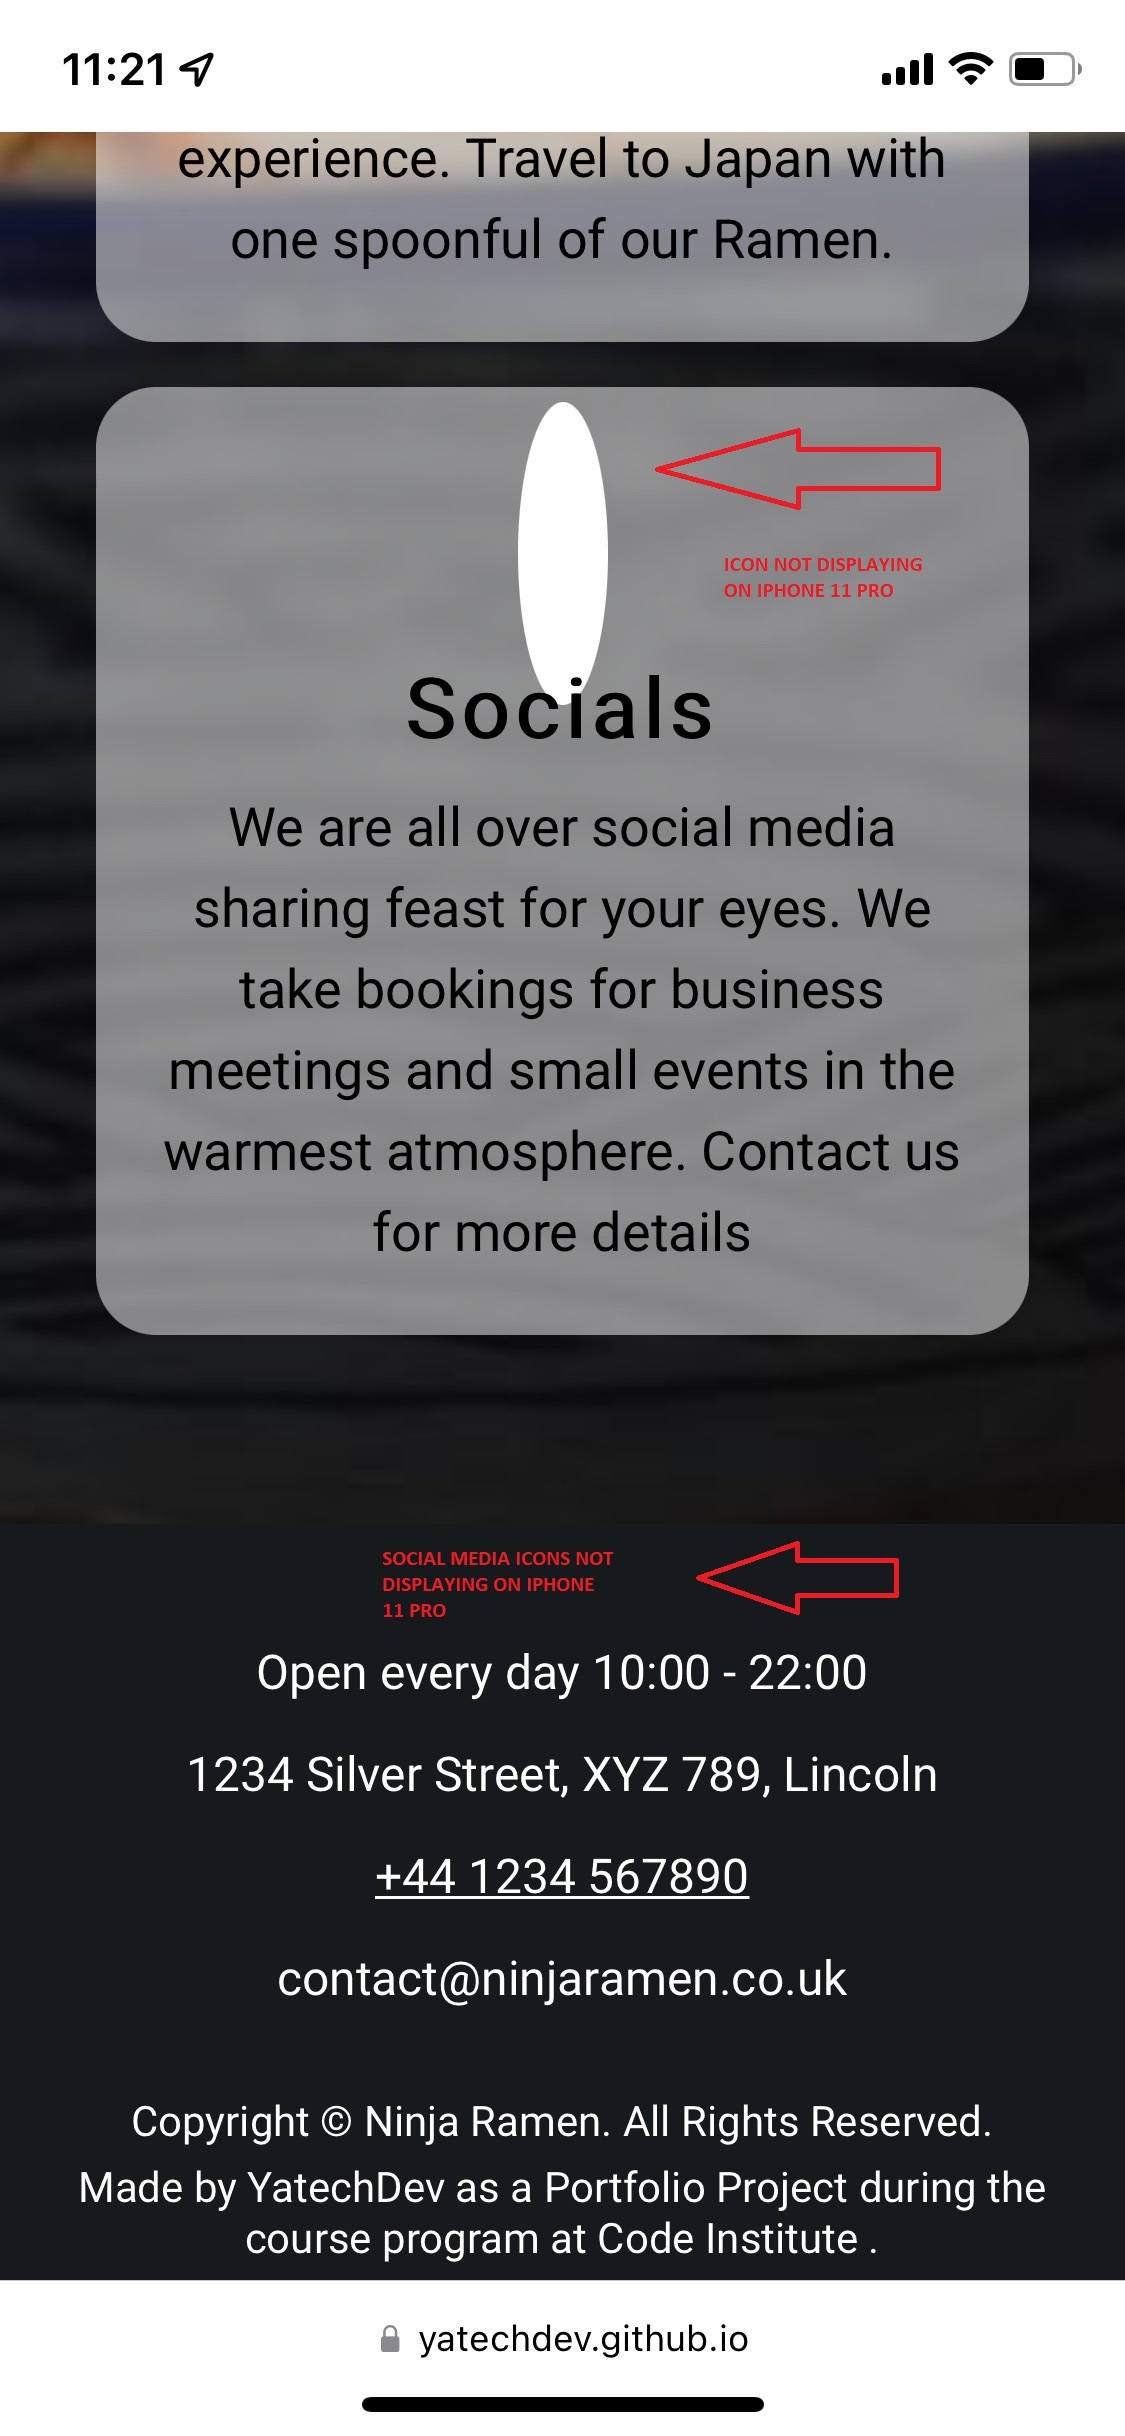 11:21
experience. Travel to Japan with
one spoonful of our Ramen.
ICON NOT DISPLAYING
ON IPHONE 11 PRO
Socials
We are all over social media
sharing feast for your eyes. We
take bookings for business
meetings and small events in the
warmest atmosphere. Contact us
for more details
SOCIAL MEDIA ICONS NOT
DISPLAYING ON IPHONE
11 PRO
Open every day 10:00 - 22:00
1234 Silver Street, XYZ 789, Lincoln
+44 1234 567890
contact@ninjaramen.co.uk
Copyright © Ninja Ramen. All Rights Reserved.
Made by YatechDev as a Portfolio Project during the
course program at Code Institute .
yatechdev.github.io